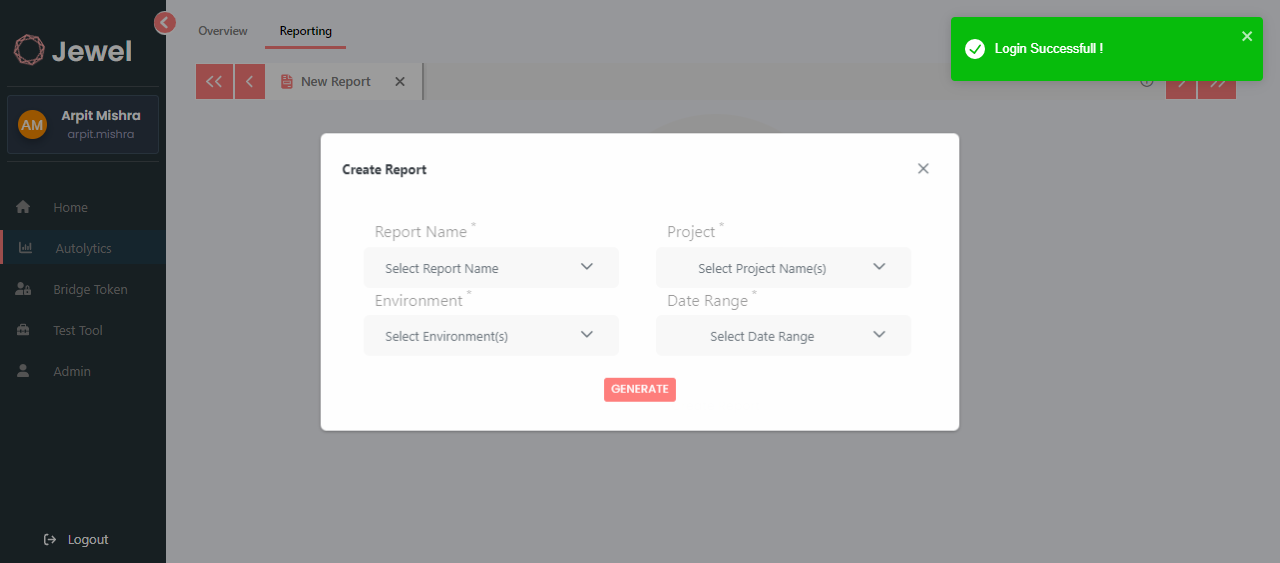 Jewel
AM
Arpit Mishra
arpit.mishra
Home
Autolytics
Bridge Token
Test Tool
Admin
Logout
Overview
Reporting
New Report
Login Successfull !
Create Report
Report Name *
Project *
Select Report Name
Select Project Name(s)
Environment *
Date Range *
Select Environment(s)
Select Date Range
GENERATE